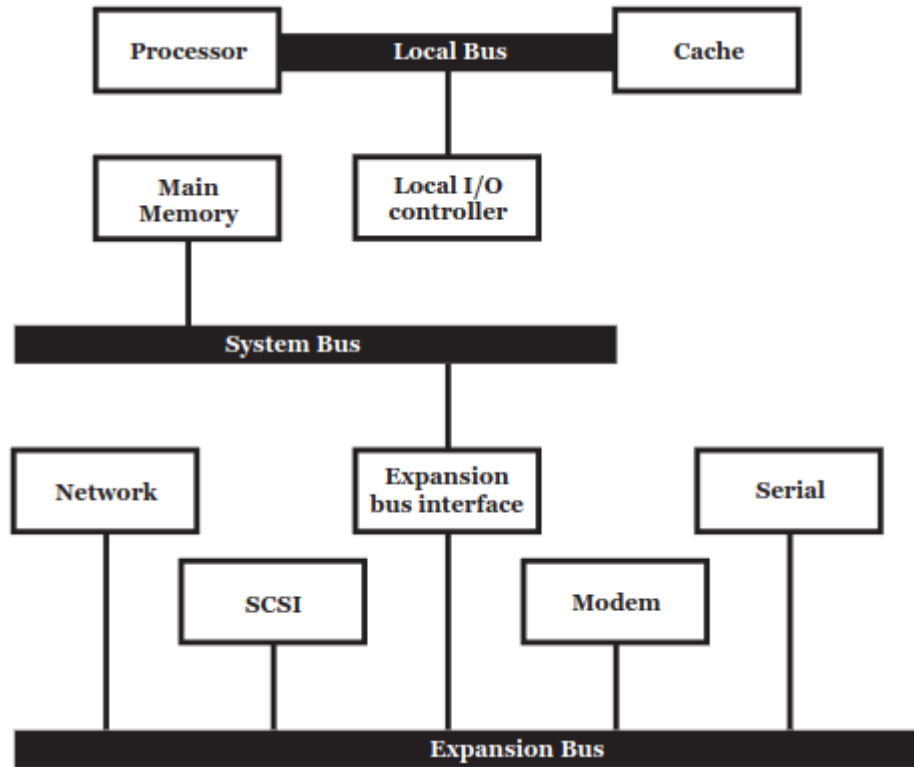 Processor
Local Bus
Cache
Main
Memory
Local I/O
controller
System Bus
Network
Expansion
bus interface
Serial
SCSI
Modem
Expansion Bus